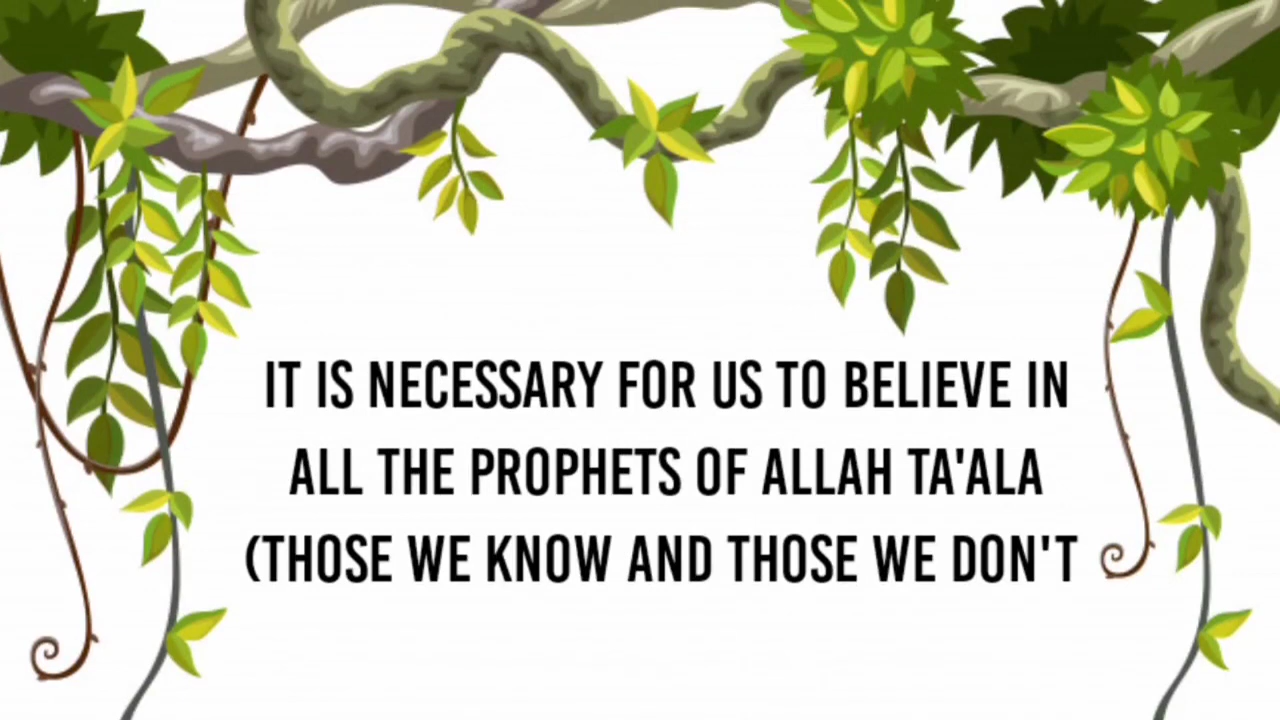 IT IS NECESSARY FOR US TO BELIEVE IN
ALL THE PROPHETS OF ALLAH TA'ALA
(THOSE WE KNOW AND THOSE WE DON'T